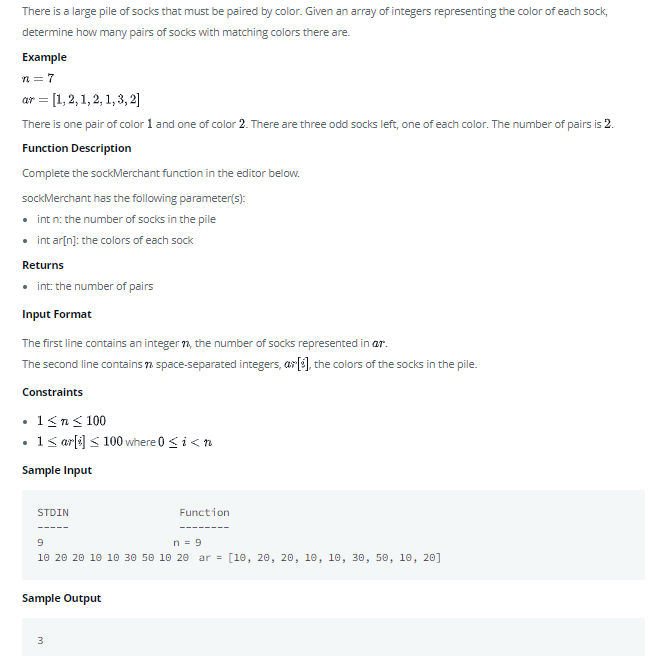 There is a large pile of socks that must be paired by color. Given an array of integers representing the color of each sock,
determine how many pairs of socks with matching colors there are.
Example
n = 7
ar = [1, 2, 1, 2, 1, 3, 2]
There is one pair of color 1 and one of color 2. There are three odd socks left, one of each color. The number of pairs is 2.
Function Description
Complete the sockMerchant function in the editor below.
sockMerchant has the following parameter(s):
• int n: the number of socks in the pile
• int ar[n]: the colors of each sock
Returns
• int: the number of pairs
Input Format
The first line contains an integer n, the number of socks represented in ar.
The second line contains n space-separated integers, ar[i], the colors of the socks in the pile.
Constraints
• 1 ≤ n ≤ 100
• 1 ≤ ar[i] ≤ 100 where 0 ≤ i < n
Sample Input
STDIN Function
----- --------
9 n = 9
10 20 20 10 10 30 50 10 20 ar = [10, 20, 20, 10, 10, 30, 50, 10, 20]
Sample Output
3